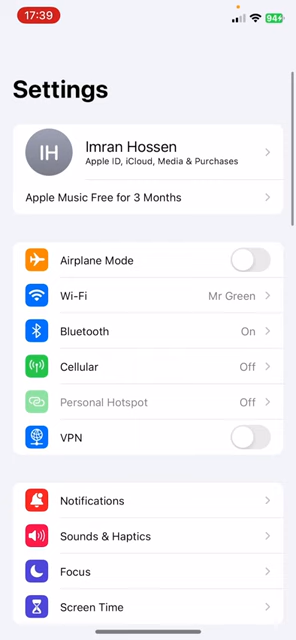 17:39
94+
Settings
IH
Imran Hossen
Apple ID, iCloud, Media & Purchases
Apple Music Free for 3 Months
Airplane Mode
Wi-Fi Mr Green
Bluetooth On
Cellular Off
Personal Hotspot Off
VPN
Notifications
Sounds & Haptics
Focus
Screen Time